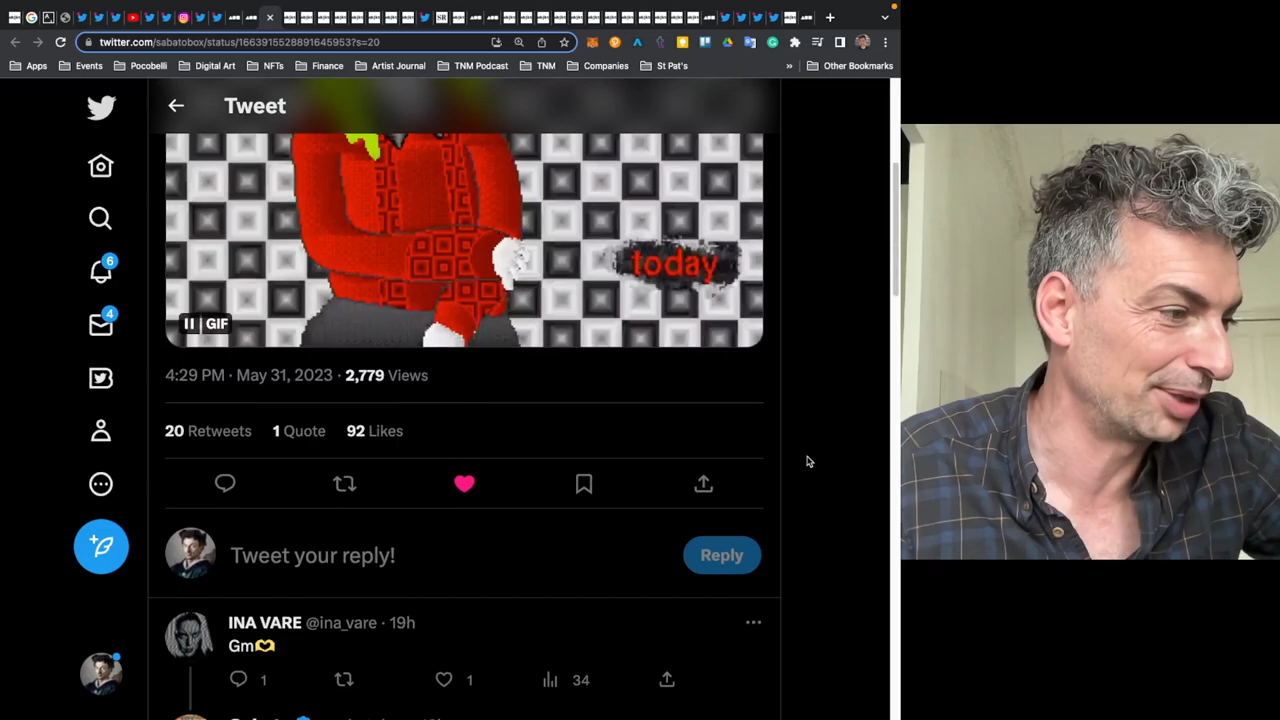 twitter.com/sabatobox/status/1663915528891645953?s=20
Apps Events Pocobelli Digital Art NFTs Finance Artist Journal TNM Podcast TNM Companies St Pat's » Other Bookmarks
Tweet
today
GIF
4:29 PM · May 31, 2023 · 2,779 Views
20 Retweets 1 Quote 92 Likes
6
4
Tweet your reply!
Reply
INA VARE @ina_vare · 19h
Gm🫶
1 1 34